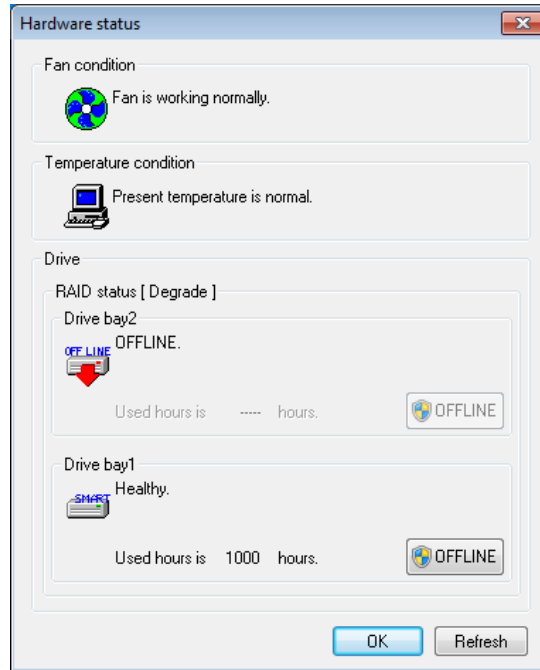 Hardware status
Fan condition
Fan is working normally.
Temperature condition
Present temperature is normal.
Drive
RAID status [ Degrade ]
Drive bay2
OFF LINE
OFFLINE.
Used hours is ----- hours.
OFFLINE
Drive bay1
SMART
Healthy.
Used hours is 1000 hours.
OFFLINE
OK
Refresh